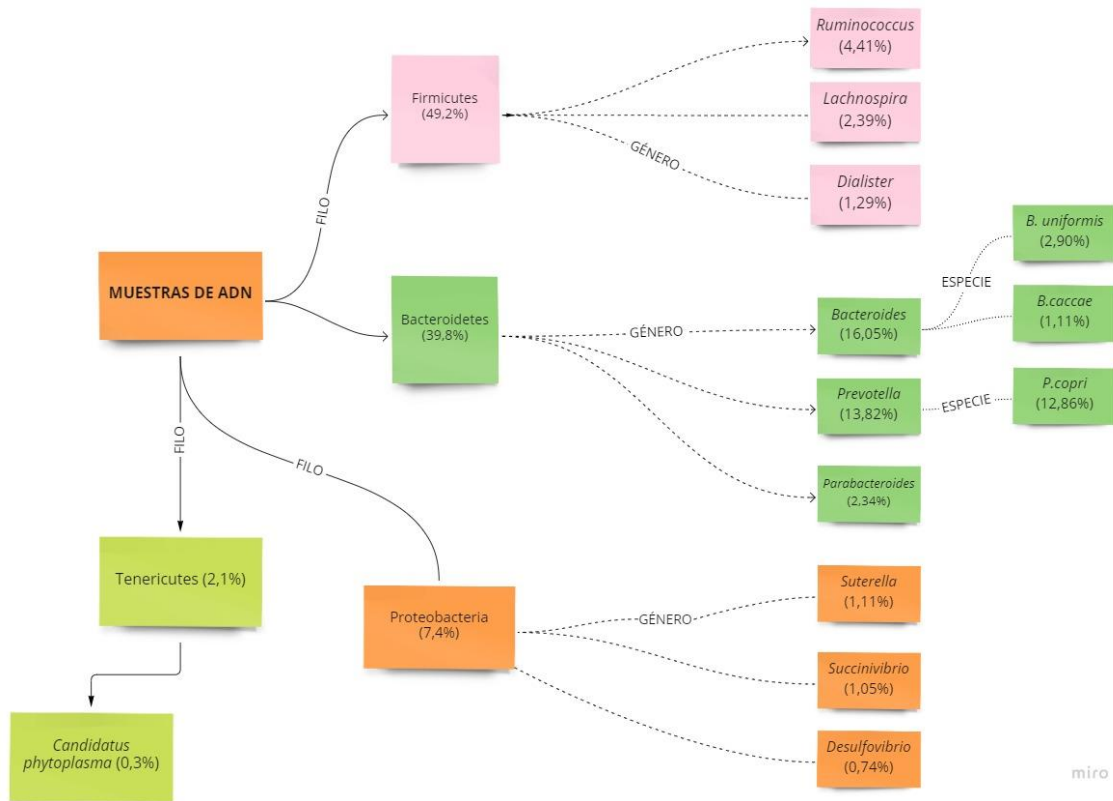 Ruminococcus
(4,41%)
Firmicutes
(49,2%)
Lachnospira
(2,39%)
GÉNERO
Dialister
(1,29%)
FILO
MUESTRAS DE ADN
B. uniformis
(2,90%)
ESPECIE
Bacteroidetes
(39,8%)
GÉNERO
Bacteroides
(16,05%)
B.caccae
(1,11%)
Prevotella
(13,82%)
ESPECIE
P.copri
(12,86%)
Parabacteroides
(2,34%)
FILO
FILO
Tenericutes (2,1%)
Proteobacteria
(7,4%)
GÉNERO
Suterella
(1,11%)
Succinivibrio
(1,05%)
Desulfovibrio
(0,74%)
Candidatus
phytoplasma (0,3%)
miro